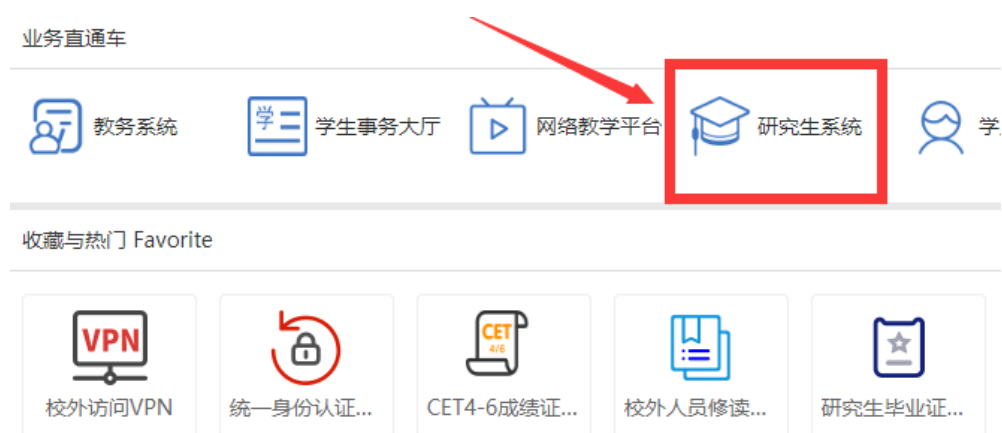 业务直通车
教务系统
学
学生事务大厅
网络教学平台
研究生系统
学
收藏与热门 Favorite
VPN
CET
4/6
校外访问VPN
统一身份认证...
CET4-6成绩证...
校外人员修读...
研究生毕业证...